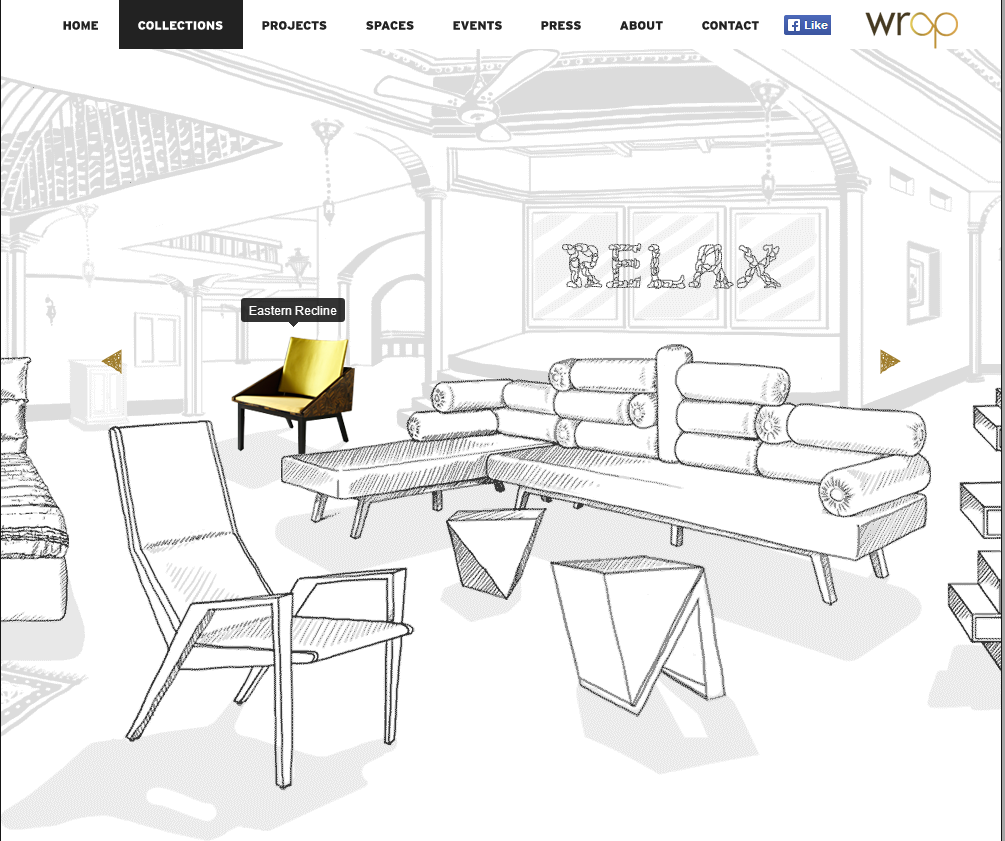 HOME COLLECTIONS PROJECTS SPACES EVENTS PRESS ABOUT CONTACT Like wrap
RELAX
Eastern Recline